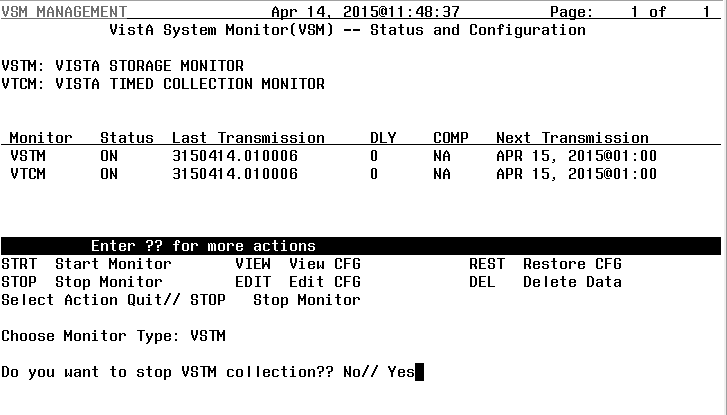 VSM MANAGEMENT Apr 14, 2015@11:48:37 Page: 1 of 1
VistA System Monitor(VSM) -- Status and Configuration
VSTM: VISTA STORAGE MONITOR
VTCM: VISTA TIMED COLLECTION MONITOR
Monitor Status Last Transmission DLY COMP Next Transmission
VSTM ON 3150414.010006 0 NA APR 15, 2015@01:00
VTCM ON 3150414.010006 0 NA APR 15, 2015@01:00
Enter ?? for more actions
STRT Start Monitor VIEW View CFG REST Restore CFG
STOP Stop Monitor EDIT Edit CFG DEL Delete Data
Select Action Quit// STOP Stop Monitor
Choose Monitor Type: VSTM
Do you want to stop VSTM collection?? No// Yes